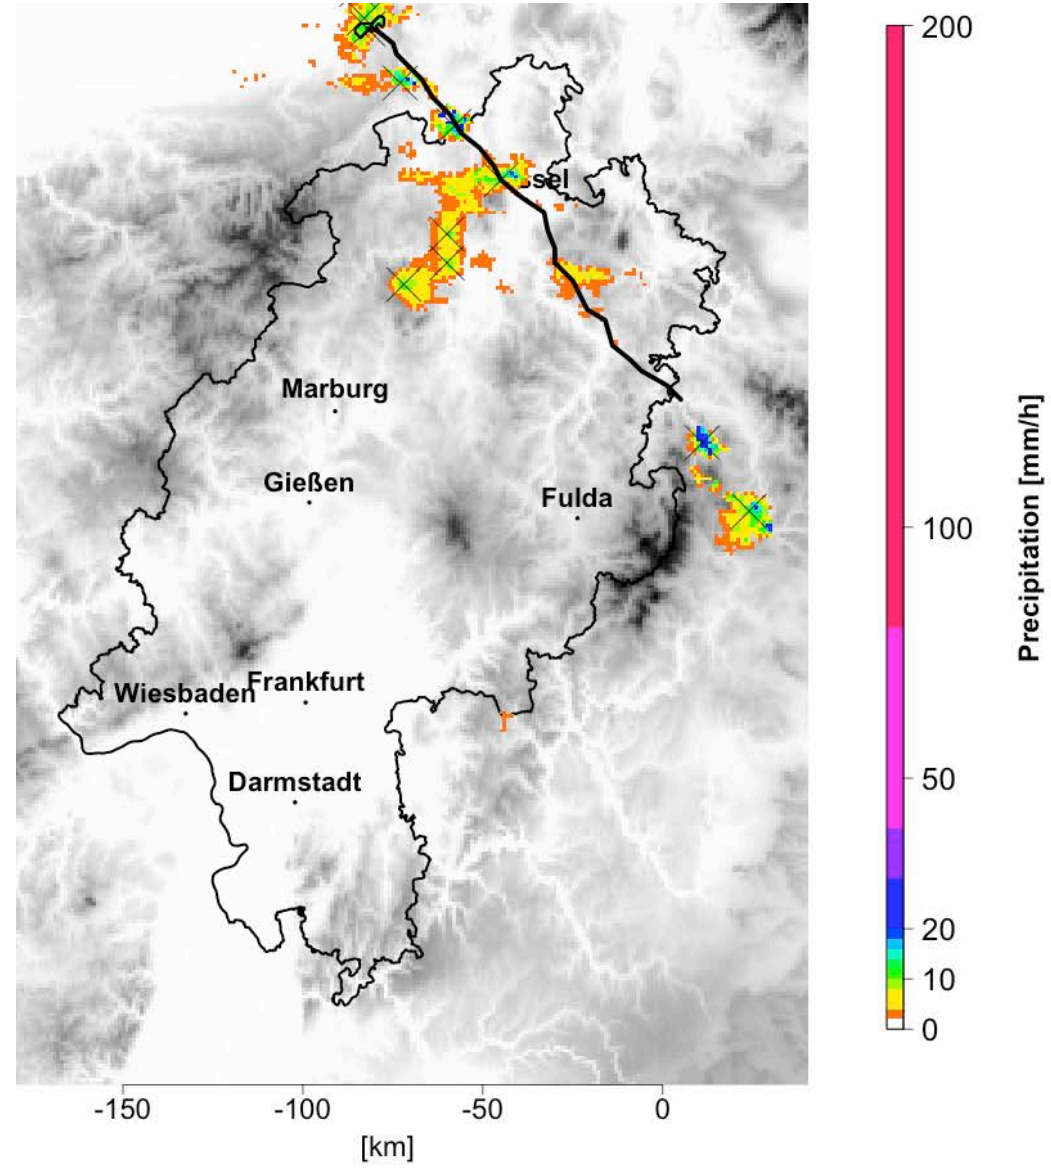 ssel
Marburg
Gießen
Fulda
Wiesbaden
Frankfurt
Darmstadt
-150
-100
-50
0
[km]
200
100
50
20
10
0
Precipitation [mm/h]